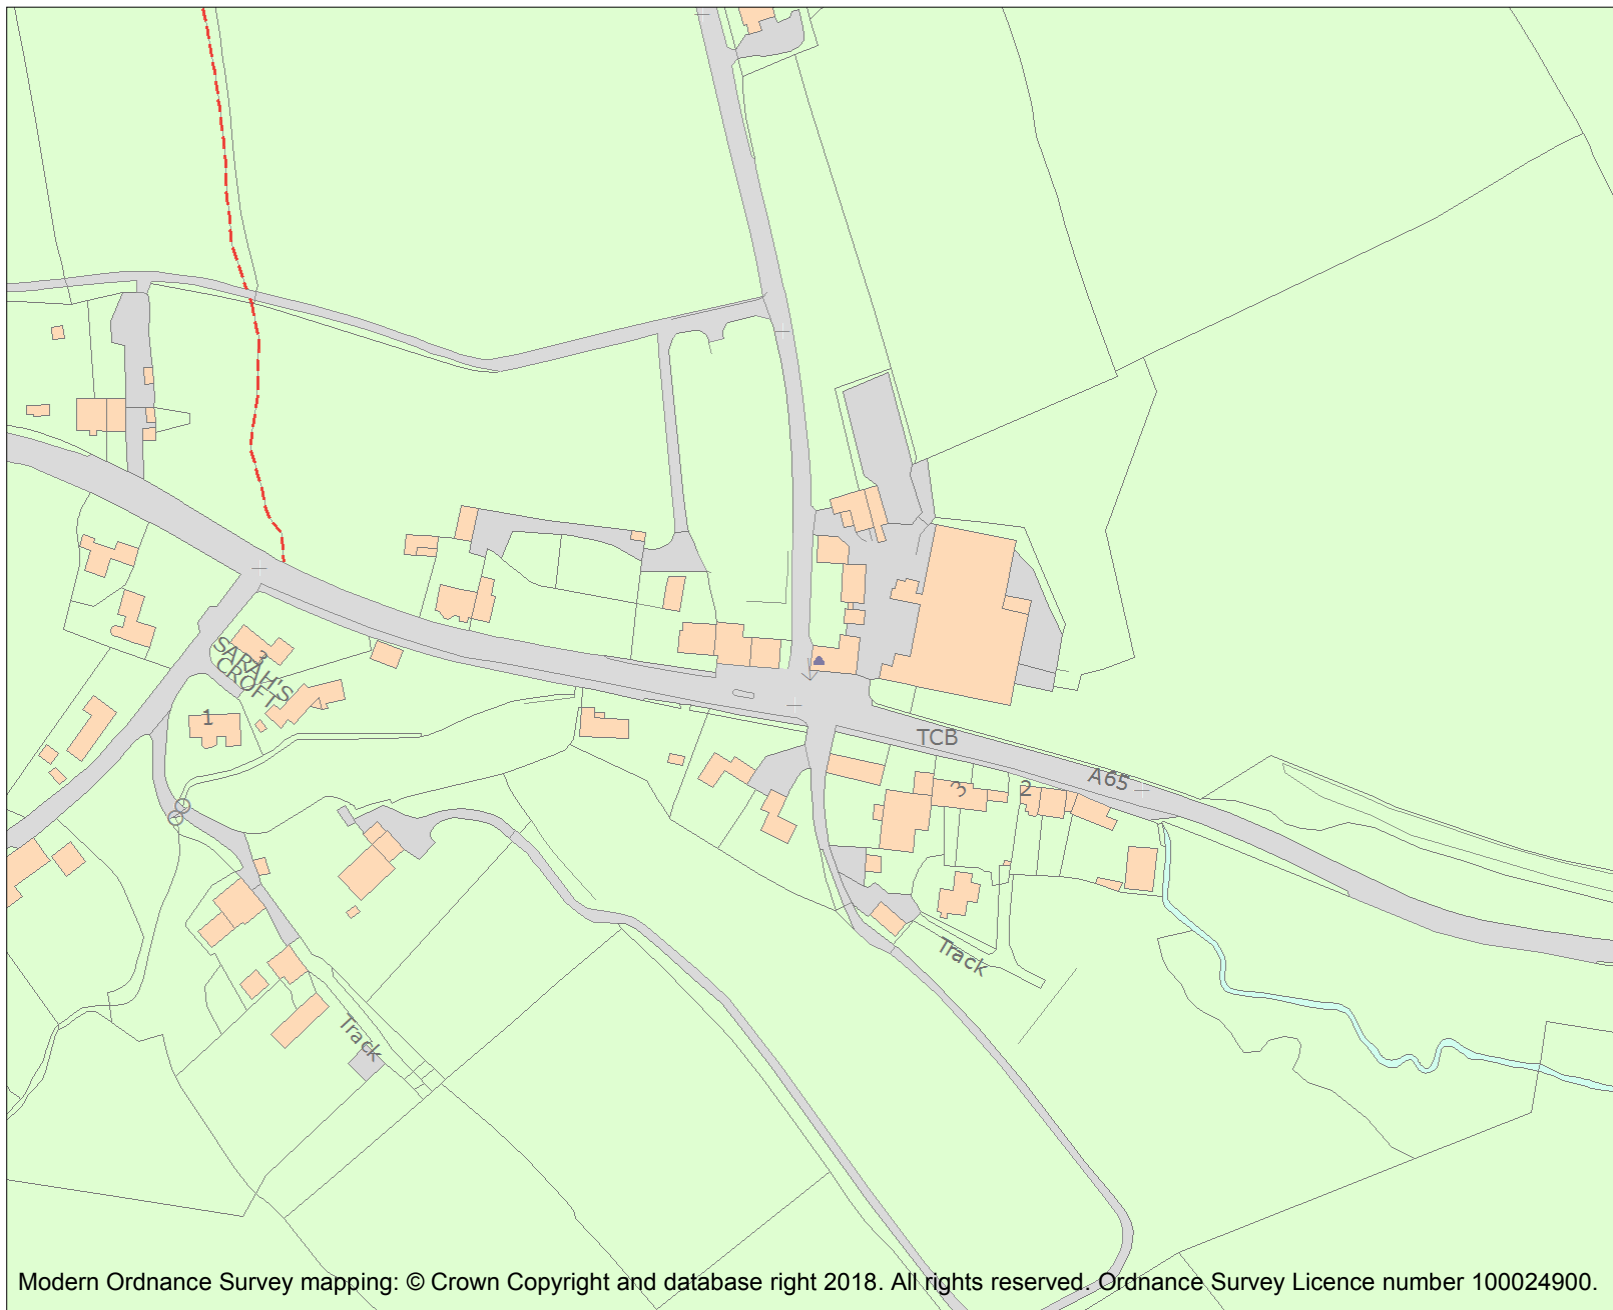 3
SARAH'S
CROFT
1
TCB
A65
3
2
Track
Track
Modern Ordnance Survey mapping: © Crown Copyright and database right 2018. All rights reserved. Ordnance Survey Licence number 100024900.